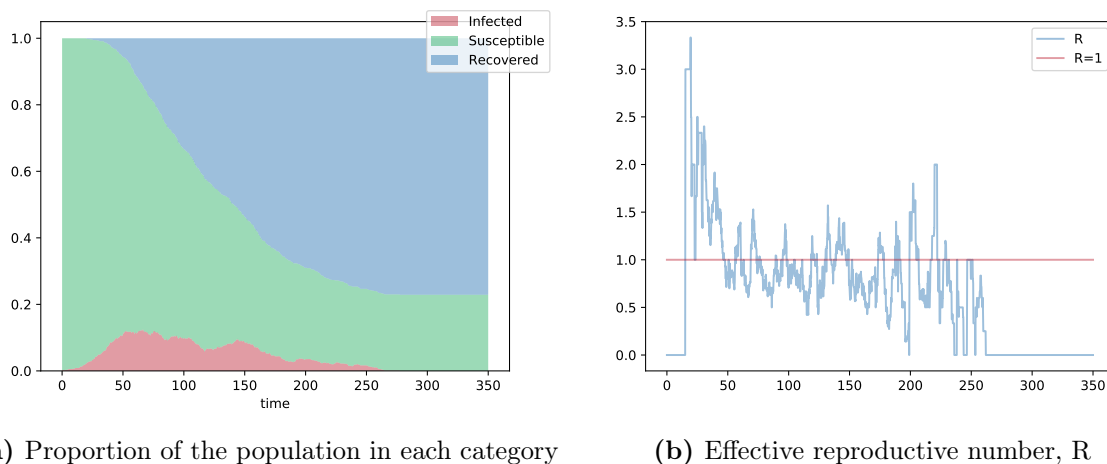 Infected
Susceptible
Recovered
1.0
0.8
0.6
0.4
0.2
0.0
0 50 100 150 200 250 300 350
time
) Proportion of the population in each category
R
R=1
3.5
3.0
2.5
2.0
1.5
1.0
0.5
0.0
0 50 100 150 200 250 300 350
(b) Effective reproductive number, R